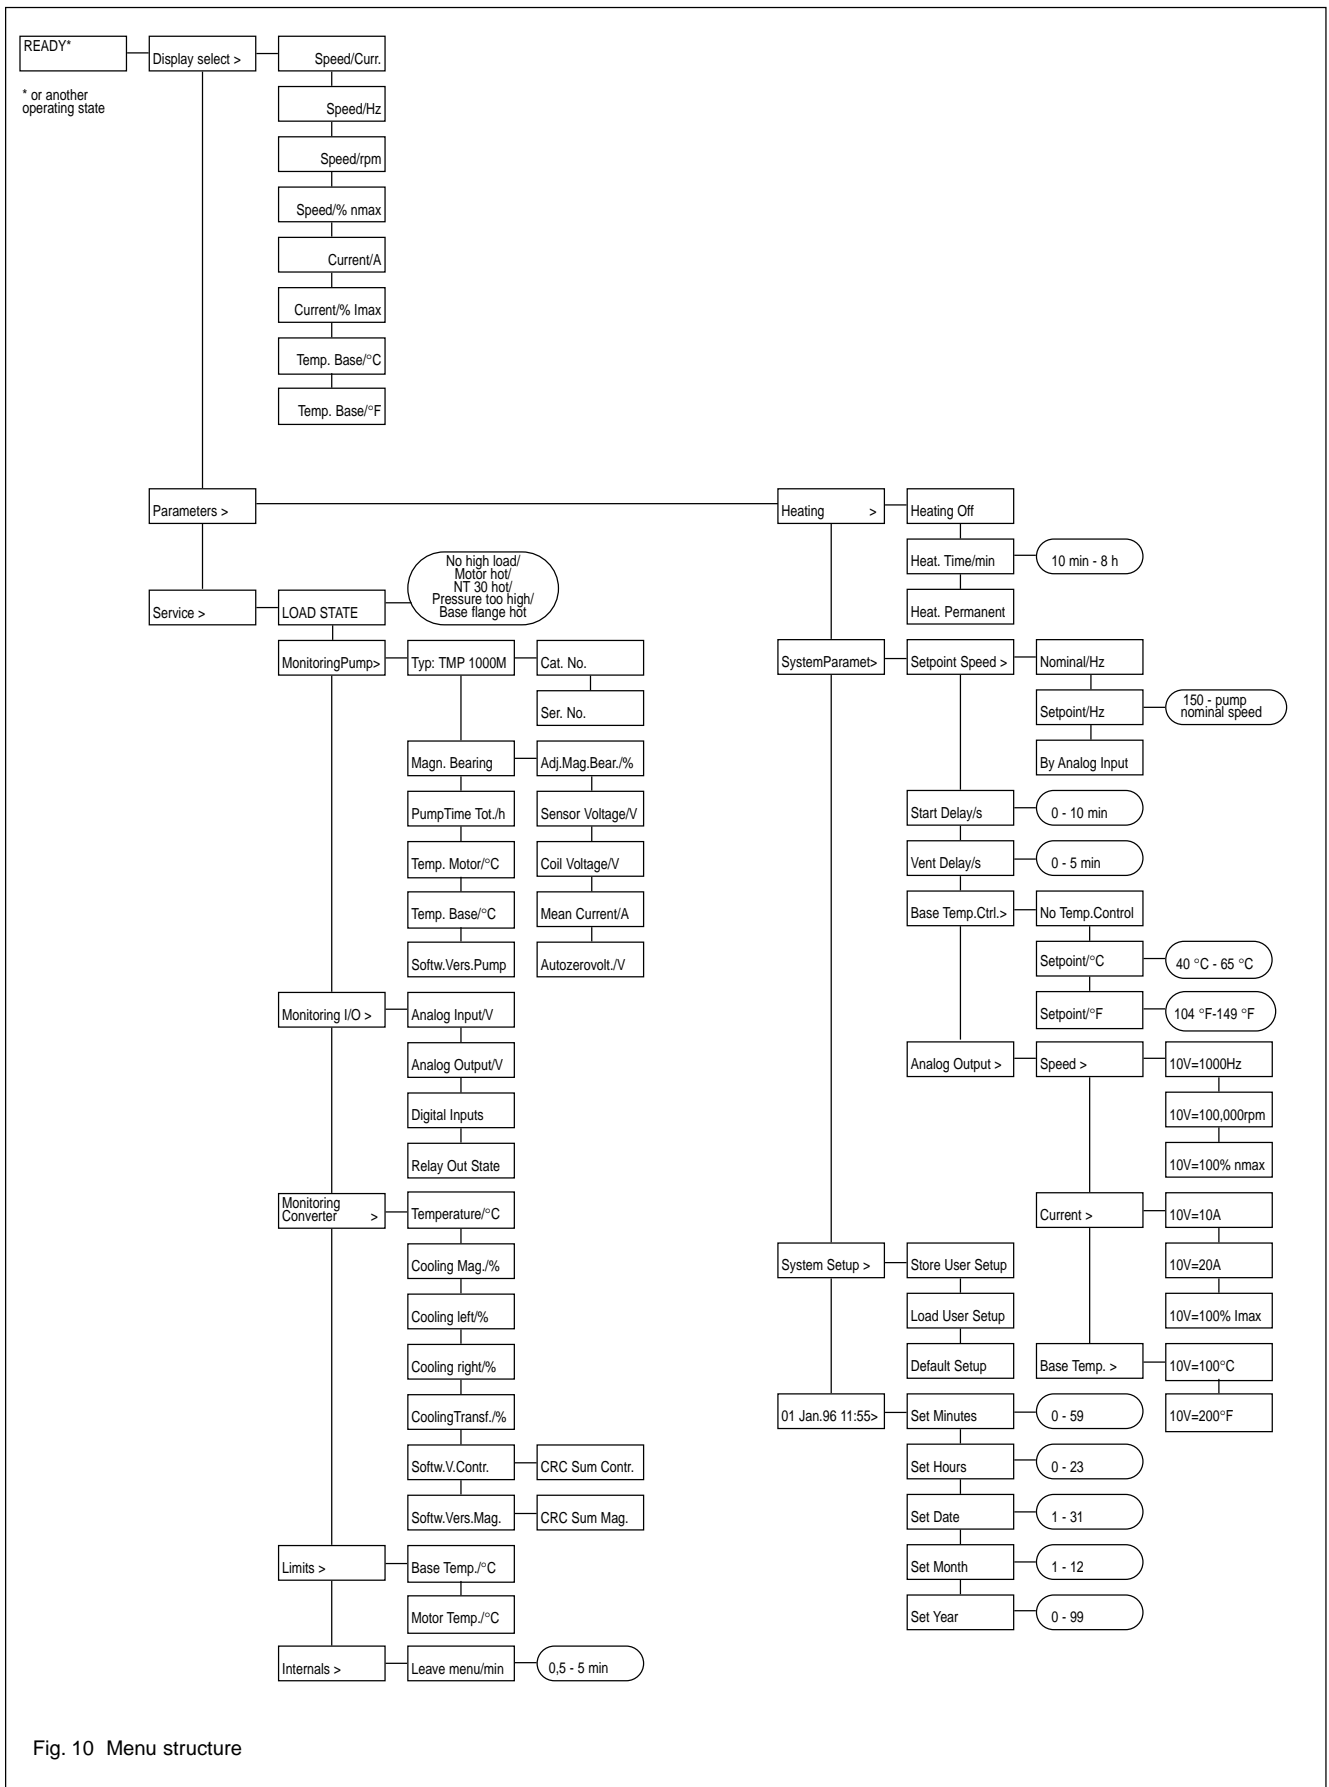 READY*
Display select >
Speed/Curr.
* or another
operating state
Speed/Hz
Speed/rpm
Speed/% nmax
Current/A
Current/% Imax
Temp. Base/°C
Temp. Base/°F
Parameters >
Heating >
Heating Off
Heat. Time/min
10 min - 8 h
Heat. Permanent
SystemParamet>
Setpoint Speed >
Nominal/Hz
Setpoint/Hz
150 - pump
nominal speed
By Analog Input
Start Delay/s
0 - 10 min
Vent Delay/s
0 - 5 min
Base Temp.Ctrl.>
No Temp.Control
Setpoint/°C
40 °C - 65 °C
Setpoint/°F
104 °F-149 °F
Analog Output >
Speed >
10V=1000Hz
10V=100,000rpm
10V=100% nmax
Current >
10V=10A
10V=20A
10V=100% Imax
Base Temp. >
10V=100°C
10V=200°F
System Setup >
Store User Setup
Load User Setup
Default Setup
01 Jan.96 11:55>
Set Minutes
0 - 59
Set Hours
0 - 23
Set Date
1 - 31
Set Month
1 - 12
Set Year
0 - 99
Service >
LOAD STATE
No high load/
Motor hot/
NT 30 hot/
Pressure too high/
Base flange hot
MonitoringPump>
Typ: TMP 1000M
Cat. No.
Ser. No.
Magn. Bearing
Adj.Mag.Bear./%
PumpTime Tot./h
Sensor Voltage/V
Temp. Motor/°C
Coil Voltage/V
Temp. Base/°C
Mean Current/A
Softw.Vers.Pump
Autozerovolt./V
Monitoring I/O >
Analog Input/V
Analog Output/V
Digital Inputs
Relay Out State
Monitoring
Converter >
Temperature/°C
Cooling Mag./%
Cooling left/%
Cooling right/%
CoolingTransf./%
Softw.V.Contr.
CRC Sum Contr.
Softw.Vers.Mag.
CRC Sum Mag.
Limits >
Base Temp./°C
Motor Temp./°C
Internals >
Leave menu/min
0,5 - 5 min
Fig. 10 Menu structure